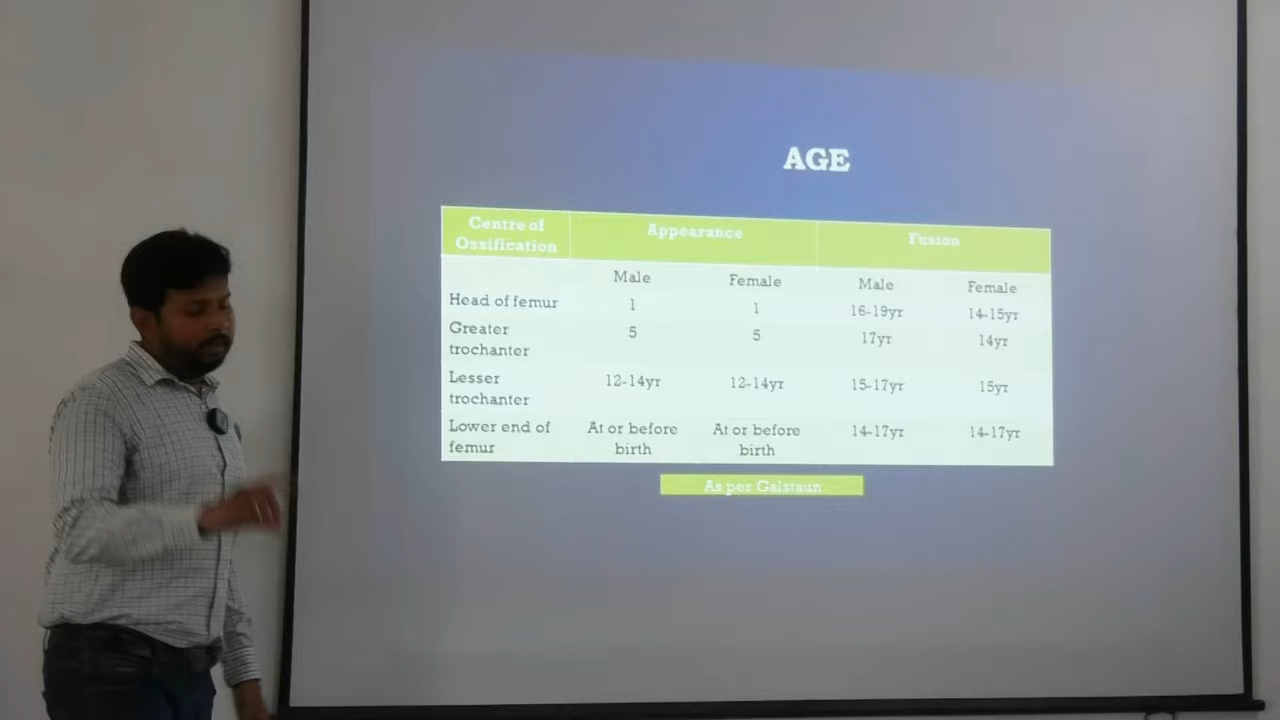 AGE
Centre of Ossification Appearance Fusion
Male Female Male Female
Head of femur 1 1 16-19yr 14-15yr
Greater trochanter 5 5 17yr 14yr
Lesser trochanter 12-14yr 12-14yr 15-17yr 15yr
Lower end of femur At or before birth At or before birth 14-17yr 14-17yr
As per Galstaun